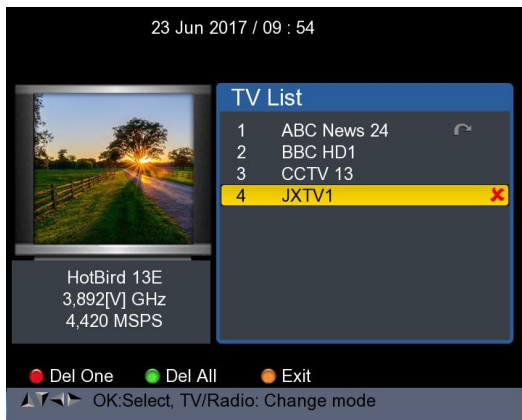 23 Jun 2017 / 09 : 54
TV List
1 ABC News 24
2 BBC HD1
3 CCTV 13
4 JXTV1
HotBird 13E
3,892[V] GHz
4,420 MSPS
Del One Del All Exit
OK:Select, TV/Radio: Change mode